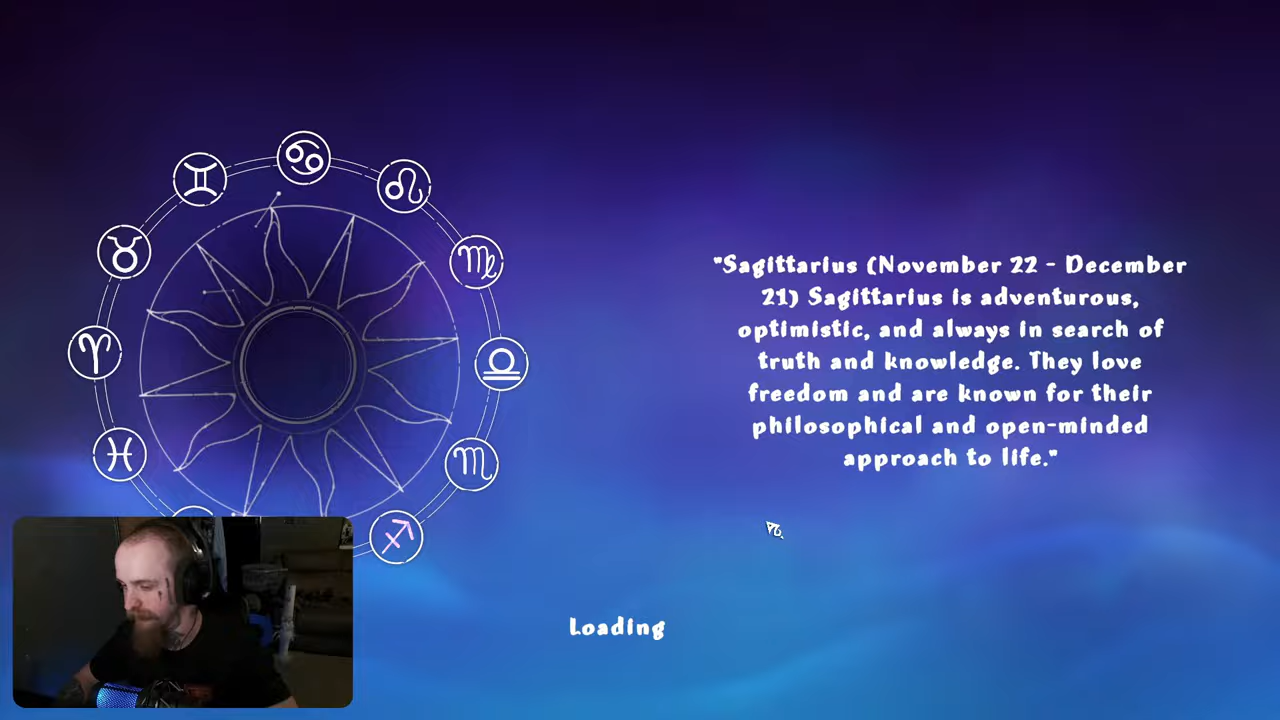 "Sagittarius (November 22 - December
21) Sagittarius is adventurous,
optimistic, and always in search of
truth and knowledge. They love
freedom and are known for their
philosophical and open-minded
approach to life."
Loading